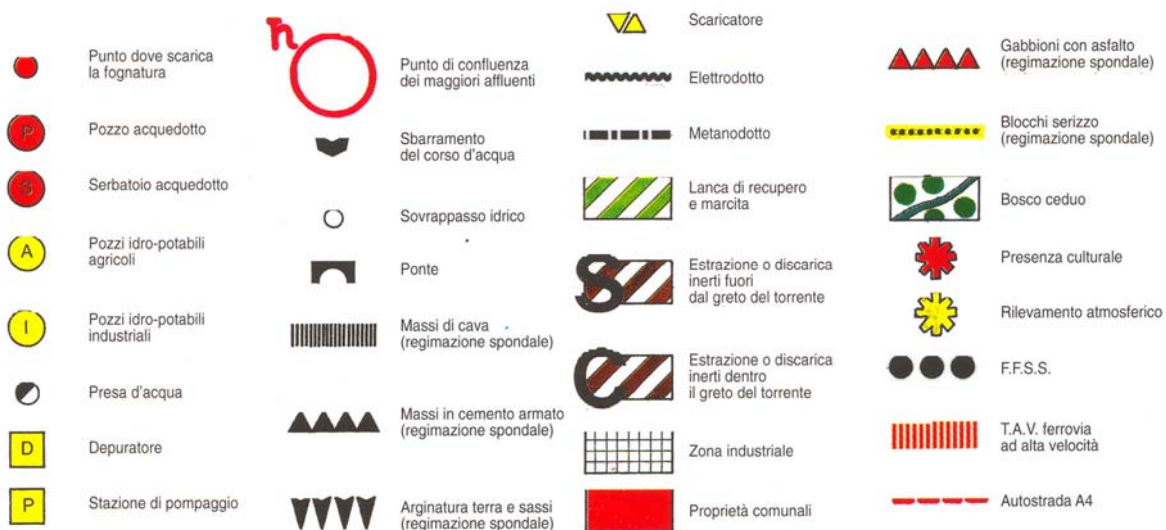 Punto dove scarica
la fognatura
P
Pozzo acquedotto
S
Serbatoio acquedotto
A
Pozzi idro-potabili
agricoli
I
Pozzi idro-potabili
industriali
Presa d'acqua
D
Depuratore
P
Stazione di pompaggio
Punto di confluenza
dei maggiori affluenti
Sbarramento
del corso d'acqua
Sovrappasso idrico
Ponte
Massi di cava
(regimazione spondale)
Massi in cemento armato
(regimazione spondale)
Arginatura terra e sassi
(regimazione spondale)
Scaricatore
Elettrodotto
Metanodotto
Lanca di recupero
e marcita
S
Estrazione o discarica
inerti fuori
dal greto del torrente
C
Estrazione o discarica
inerti dentro
il greto del torrente
Zona industriale
Proprietà comunali
Gabbioni con asfalto
(regimazione spondale)
Blocchi serizzo
(regimazione spondale)
Bosco ceduo
Presenza culturale
Rilevamento atmosferico
F.F.S.S.
T.A.V. ferrovia
ad alta velocità
Autostrada A4